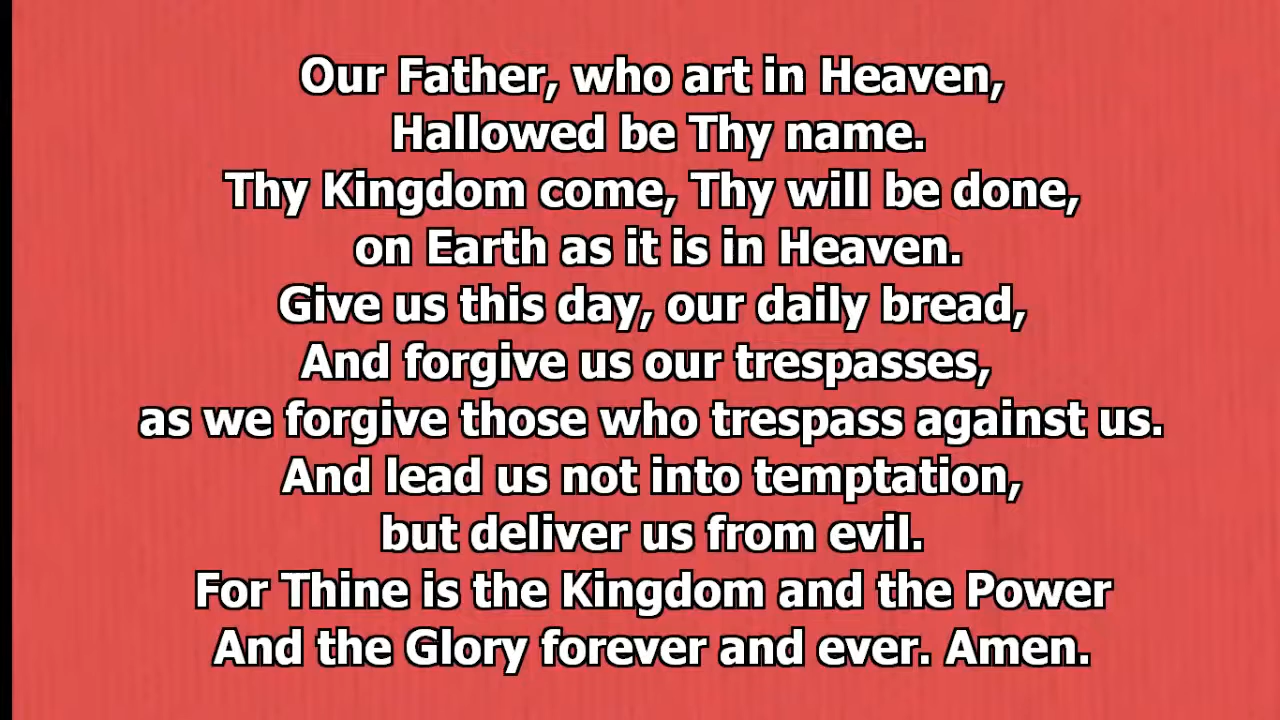 Our Father, who art in Heaven,
Hallowed be Thy name.
Thy Kingdom come, Thy will be done,
on Earth as it is in Heaven.
Give us this day, our daily bread,
And forgive us our trespasses,
as we forgive those who trespass against us.
And lead us not into temptation,
but deliver us from evil.
For Thine is the Kingdom and the Power
And the Glory forever and ever. Amen.